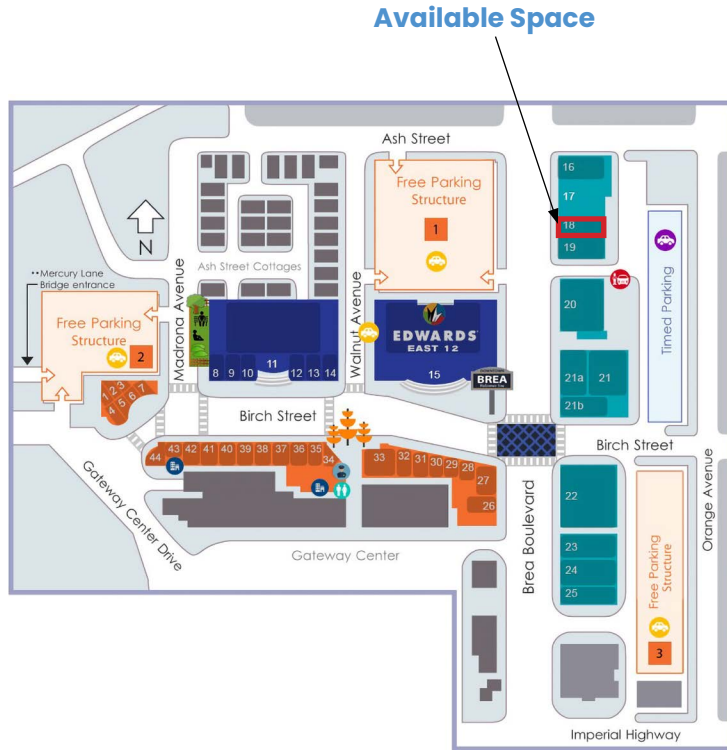 Available Space
Ash Street
16
17
18
19
Free Parking
Structure
1
N
Ash Street Cottages
••Mercury Lane
Bridge entrance
Madrona Avenue
Walnut Avenue
Timed Parking
Free Parking
Structure
2
20
EDWARDS
EAST 12
15
11
8 9 10 12 13 14
BREA
1 2 3
4 5 6 7
21a 21
21b
Birch Street
Birch Street
44 43 42 41 40 39 38 37 36 35
34
33 32 31 30 29 28
27
26
22
23
24
25
Gateway Center Drive
Gateway Center
Brea Boulevard
Orange Avenue
Free Parking
Structure
3
Imperial Highway